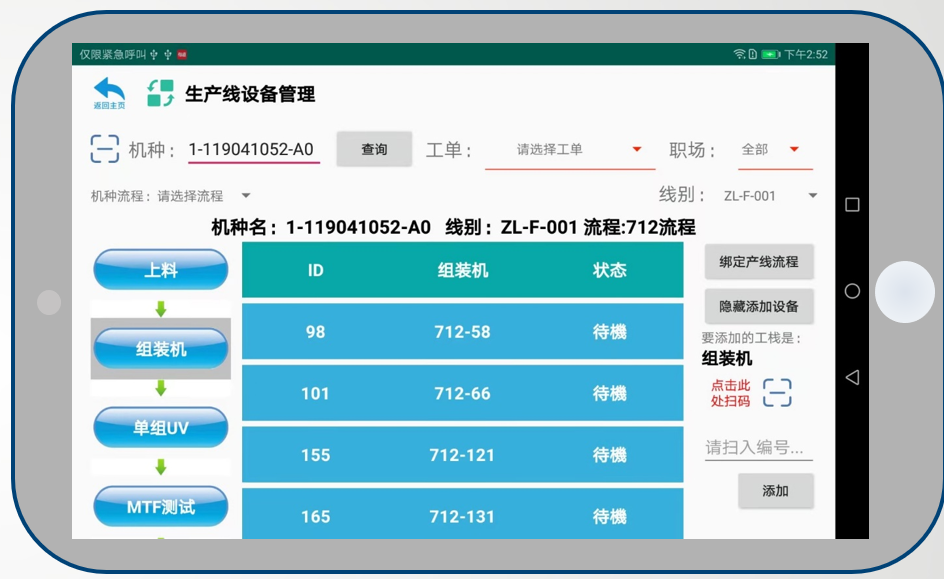 仅限紧急呼叫
下午2:52
返回主页
生产线设备管理
机种： 1-119041052-A0 查询 工单： 请选择工单 职场： 全部
机种流程：请选择流程 线别： ZL-F-001
机种名：1-119041052-A0 线别：ZL-F-001 流程:712流程
上料
组装机
单组UV
MTF测试
ID 组装机 状态
98 712-58 待機
101 712-66 待機
155 712-121 待機
165 712-131 待機
绑定产线流程
隐藏添加设备
要添加的工栈是：
组装机
点击此
处扫码
请扫入编号...
添加